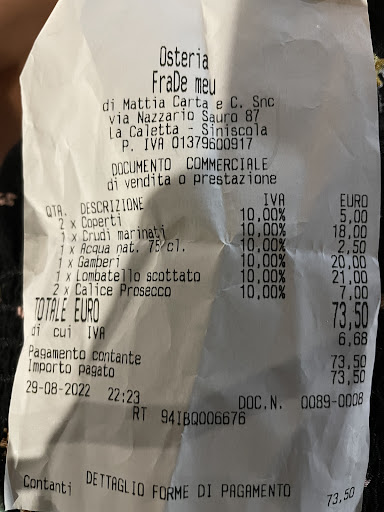 Osteria
FraDe meu
di Mattia Carta e C. Snc
via Nazzario Sauro 87
La Caletta - Siniscola
P. IVA 01379600917
DOCUMENTO COMMERCIALE
di vendita o prestazione
QTA. DESCRIZIONE IVA EURO
2 x Coperti 10,00% 5,00
1 x Crudi marinati 10,00% 18,00
1 x Acqua nat. 75 cl. 10,00% 2,50
1 x Gamberi 10,00% 20,00
1 x Lombatello scottato 10,00% 21,00
2 x Calice Prosecco 10,00% 7,00
TOTALE EURO 73,50
di cui IVA 6,68
Pagamento contante 73,50
Importo pagato 73,50
29-08-2022 22:23 DOC.N. 0089-0008
RT 94IBQ006676
DETTAGLIO FORME DI PAGAMENTO
Contanti 73,50